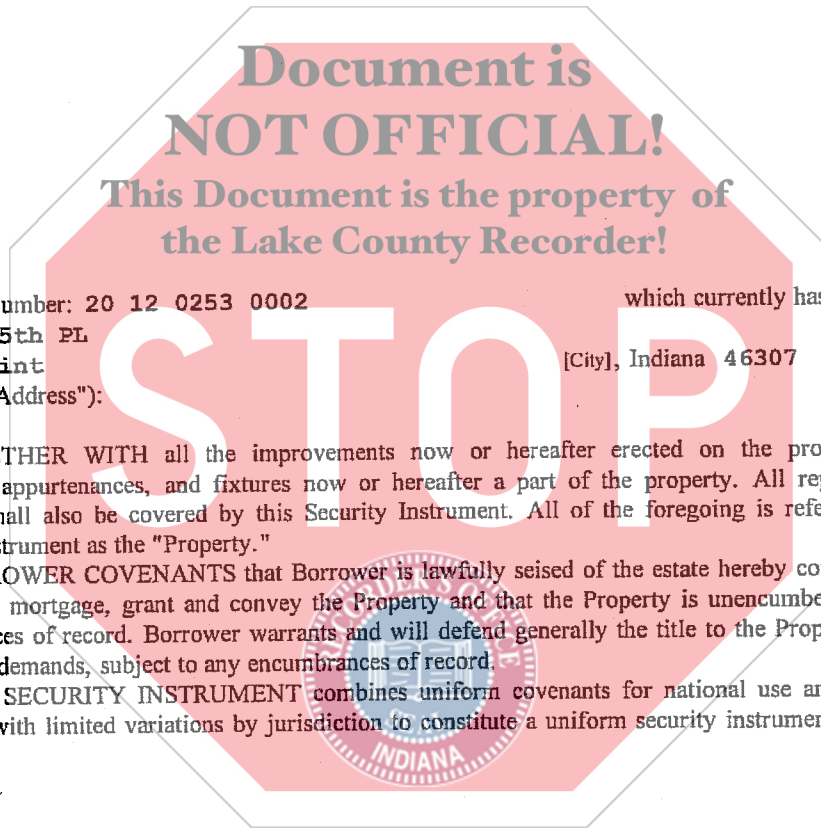 Document is
NOT OFFICIAL!
This Document is the property of
the Lake County Recorder!
umber: 20 12 0253 0002 which currently has
5th PL
int [City], Indiana 46307
Address"):
STOP
THER WITH all the improvements now or hereafter erected on the pro
appurtenances, and fixtures now or hereafter a part of the property. All re
hall also be covered by this Security Instrument. All of the foregoing is refe
trument as the "Property."
OWER COVENANTS that Borrower is lawfully seised of the estate hereby co
mortgage, grant and convey the Property and that the Property is unencumbe
ces of record. Borrower warrants and will defend generally the title to the Prop
demands, subject to any encumbrances of record.
SECURITY INSTRUMENT combines uniform covenants for national use an
with limited variations by jurisdiction to constitute a uniform security instrumen
RECORDER'S OFFICE
INDIANA